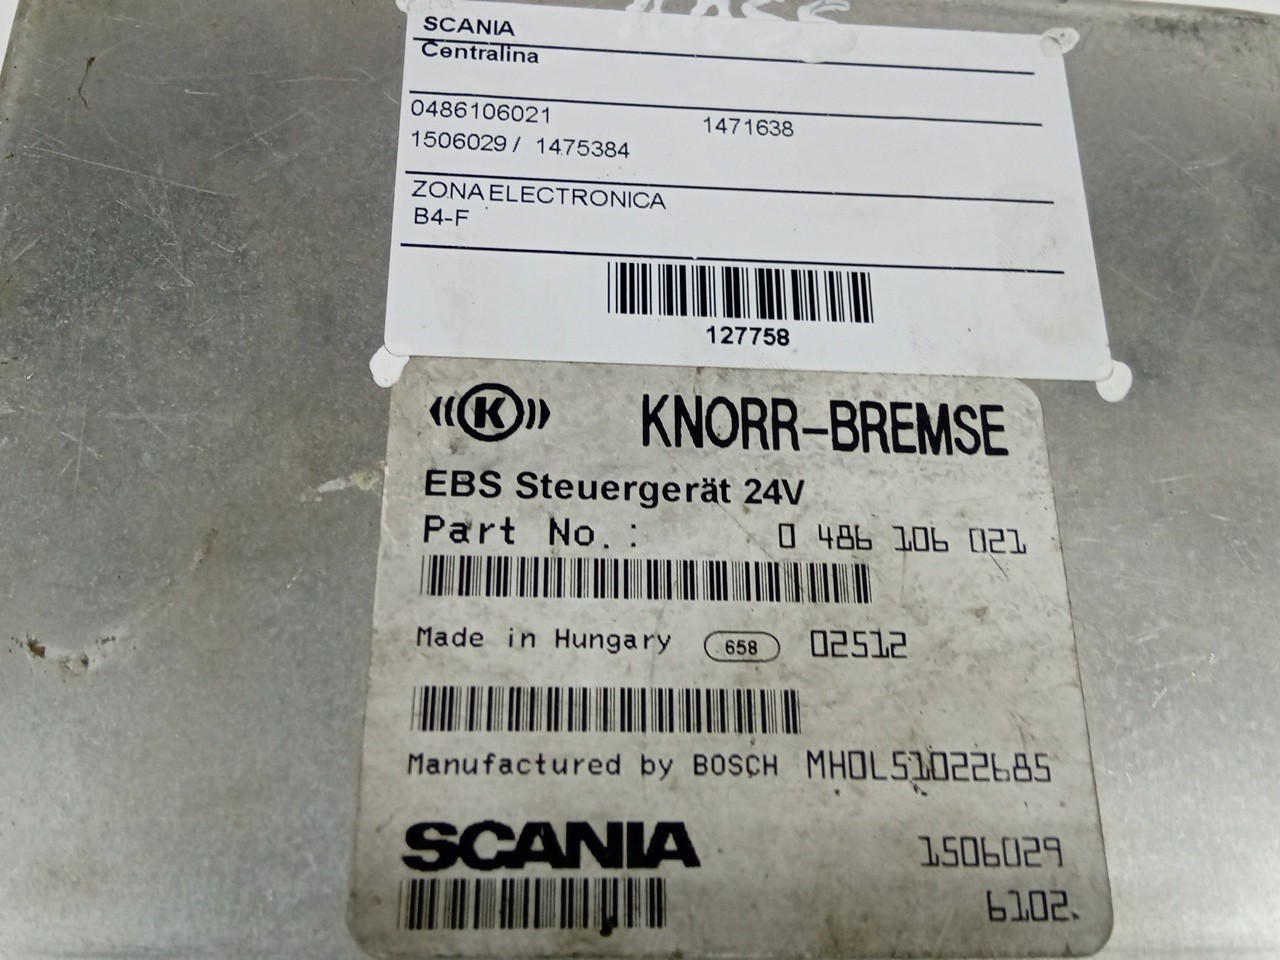 SCANIA
Centralina
0486106021 1471638
1506029 / 1475384
ZONA ELECTRONICA
B4-F
127758
K KNORR-BREMSE
EBS Steuergerät 24V
Part No.: 0 486 106 021
Made in Hungary 658 02512
Manufactured by BOSCH MHOLS1022685
SCANIA 1506029
6102.